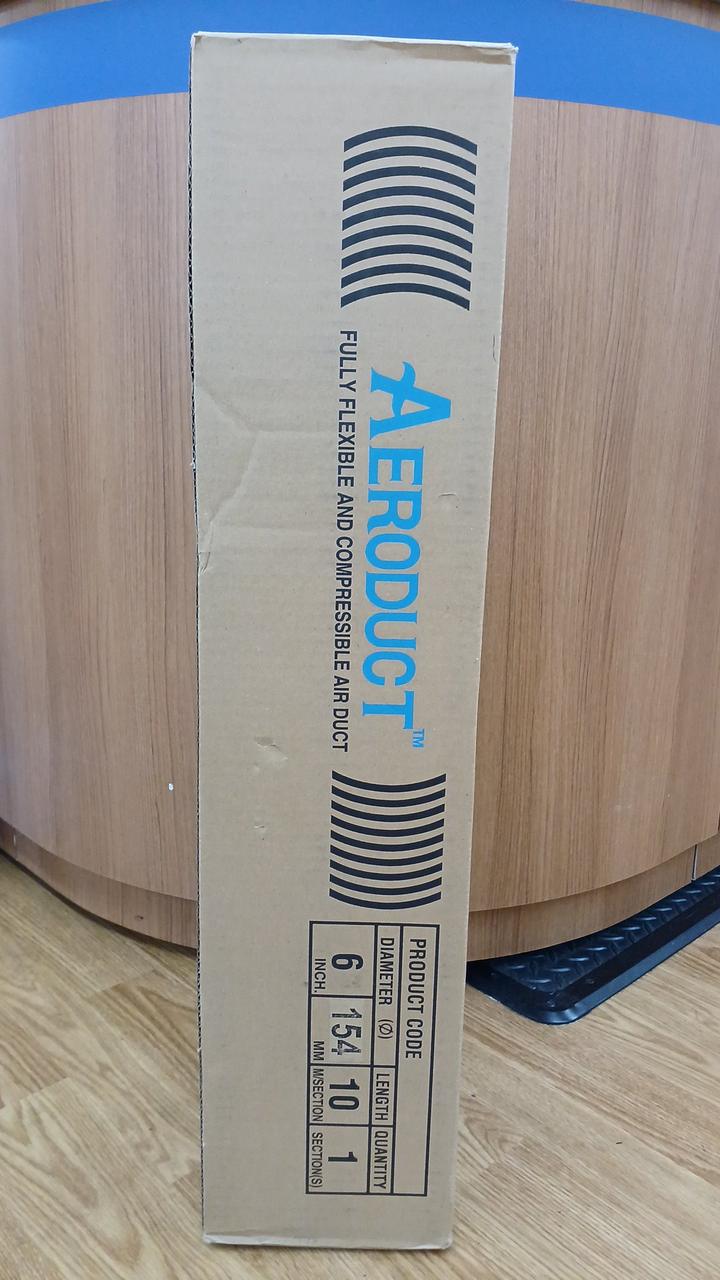 AERODUCT™
FULLY FLEXIBLE AND COMPRESSIBLE AIR DUCT
PRODUCT CODE
DIAMETER (Ø) LENGTH QUANTITY
6 154 10 1
INCH. MM M/SECTION SECTION(S)